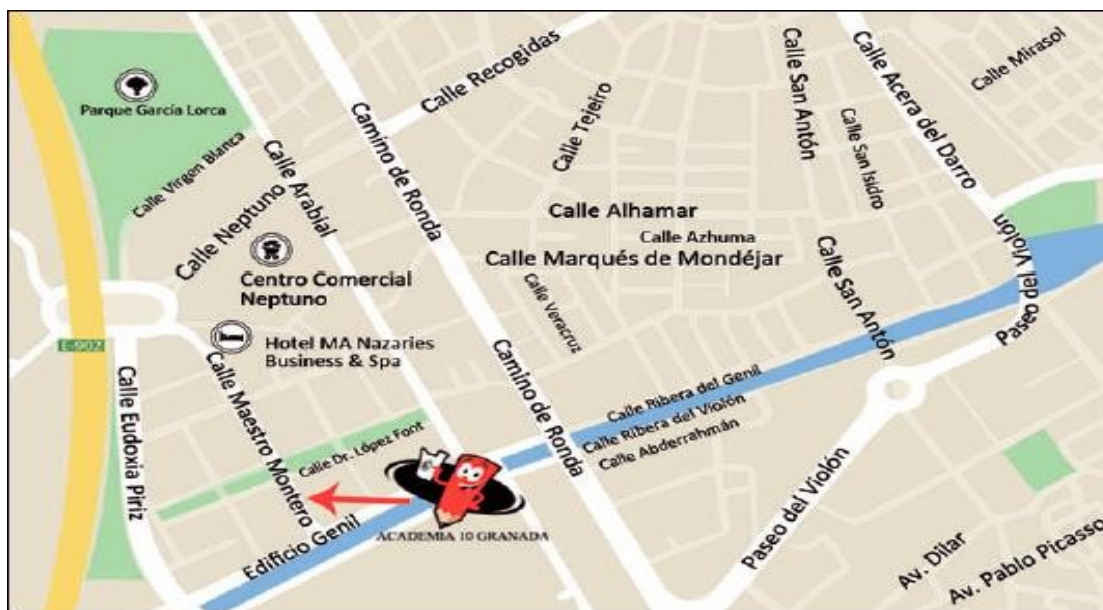 Parque García Lorca
Calle Virgen Blanca
Calle Neptuno
Calle Arabial
Centro Comercial
Neptuno
Hotel MA Nazaries
Business & Spa
E-902
Calle Eudoxia Piriz
Calle Maestro Montero
Calle Dr. López Font
Edificio Genil
ACADEMIA 10 GRANADA
Camino de Ronda
Calle Recogidas
Calle Tejeiro
Calle Alhamar
Calle Azhuma
Calle Marqués de Mondéjar
Calle Veracruz
Camino de Ronda
Calle San Antón
Calle San Isidro
Calle Acera del Darro
Calle Mirasol
Calle San Antón
Paseo del Violón
Calle Ribera del Genil
Calle Ribera del Violón
Calle Abderrahmán
Paseo del Violón
Av. Dilar
Av. Pablo Picasso